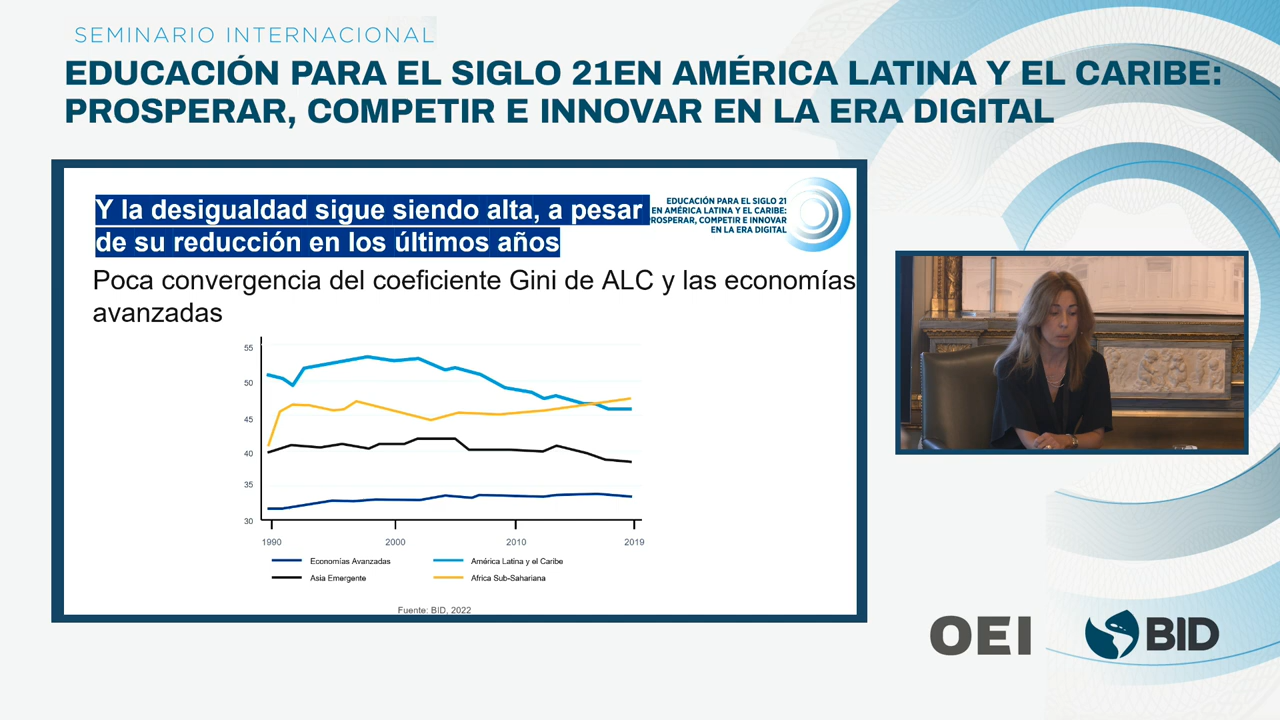 SEMINARIO INTERNACIONAL
EDUCACIÓN PARA EL SIGLO 21EN AMÉRICA LATINA Y EL CARIBE:
PROSPERAR, COMPETIR E INNOVAR EN LA ERA DIGITAL
Y la desigualdad sigue siendo alta, a pesar
de su reducción en los últimos años
EDUCACIÓN PARA EL SIGLO 21
EN AMÉRICA LATINA Y EL CARIBE:
PROSPERAR, COMPETIR E INNOVAR
EN LA ERA DIGITAL
Poca convergencia del coeficiente Gini de ALC y las economías
avanzadas
55
50
45
40
35
30
1990 2000 2010 2019
Economías Avanzadas América Latina y el Caribe
Asia Emergente Africa Sub-Sahariana
Fuente: BID, 2022
OEI BID